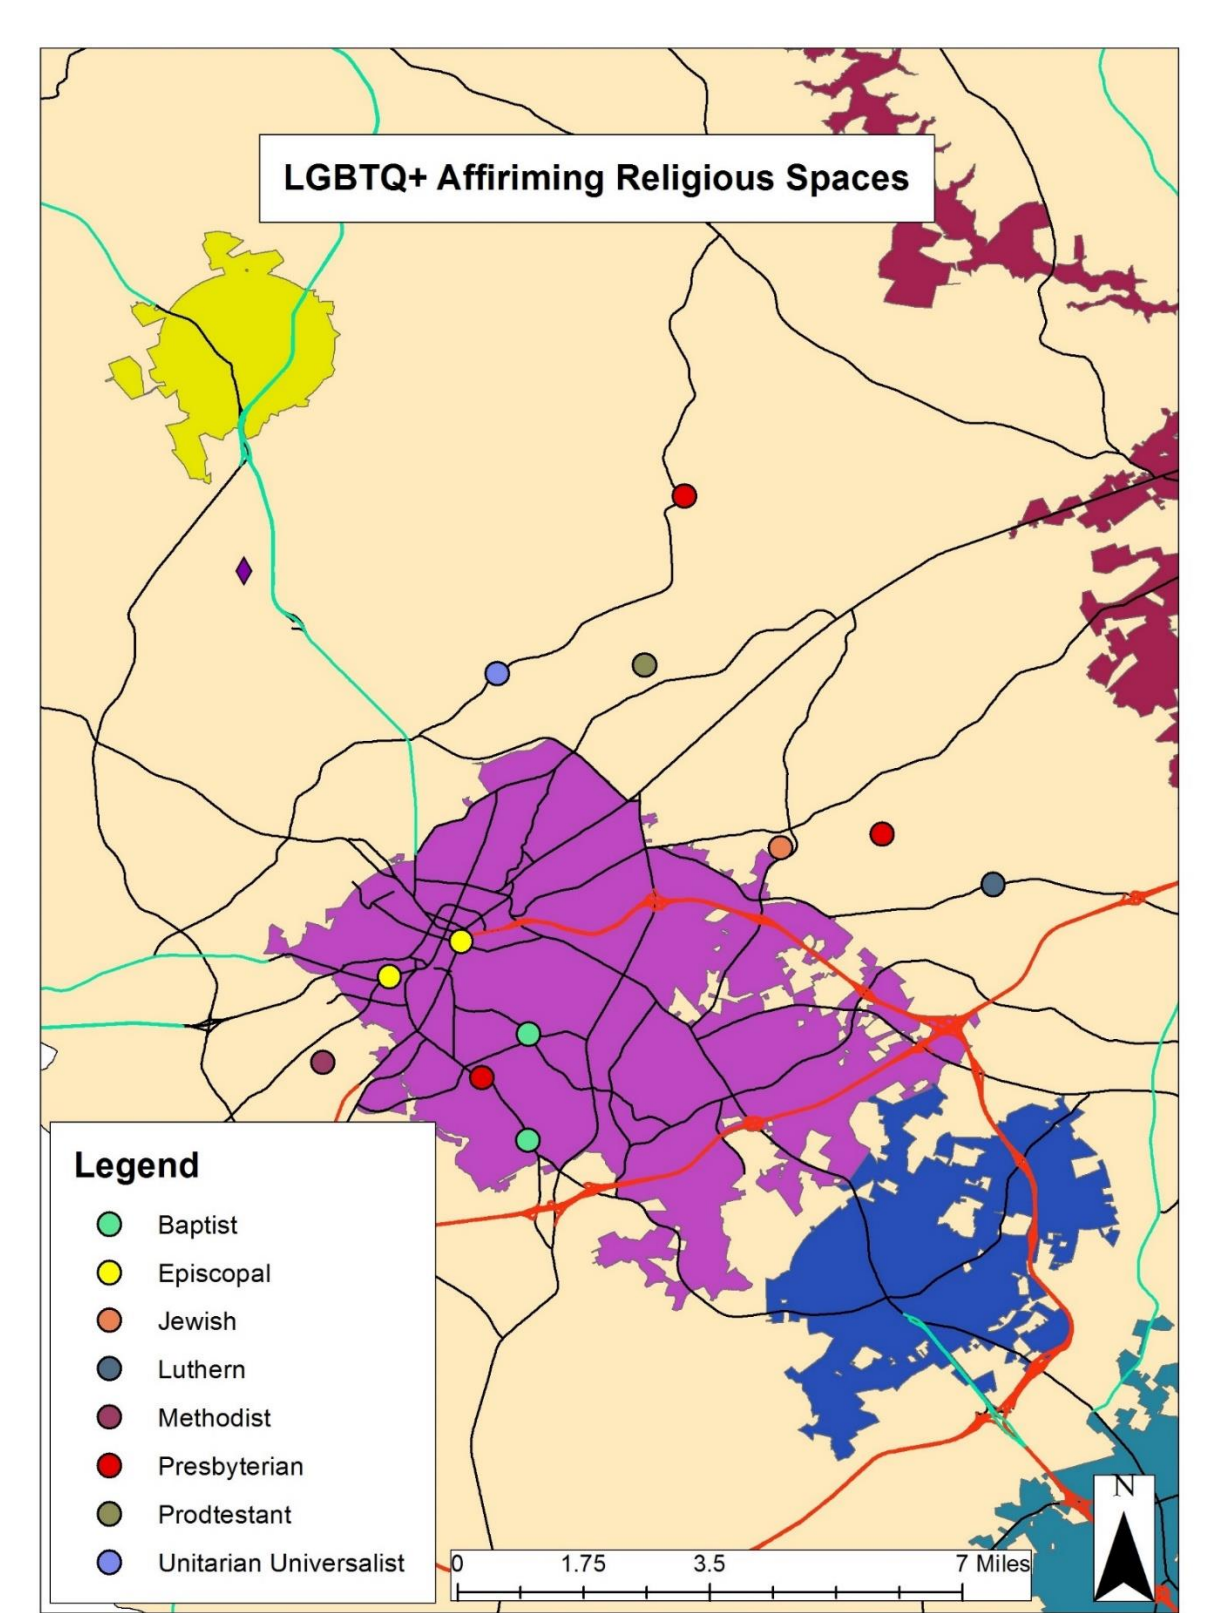 LGBTQ+ Affiriming Religious Spaces
Legend
Baptist
Episcopal
Jewish
Luthern
Methodist
Presbyterian
Prodtestant
Unitarian Universalist
0 1.75 3.5 7 Miles
N